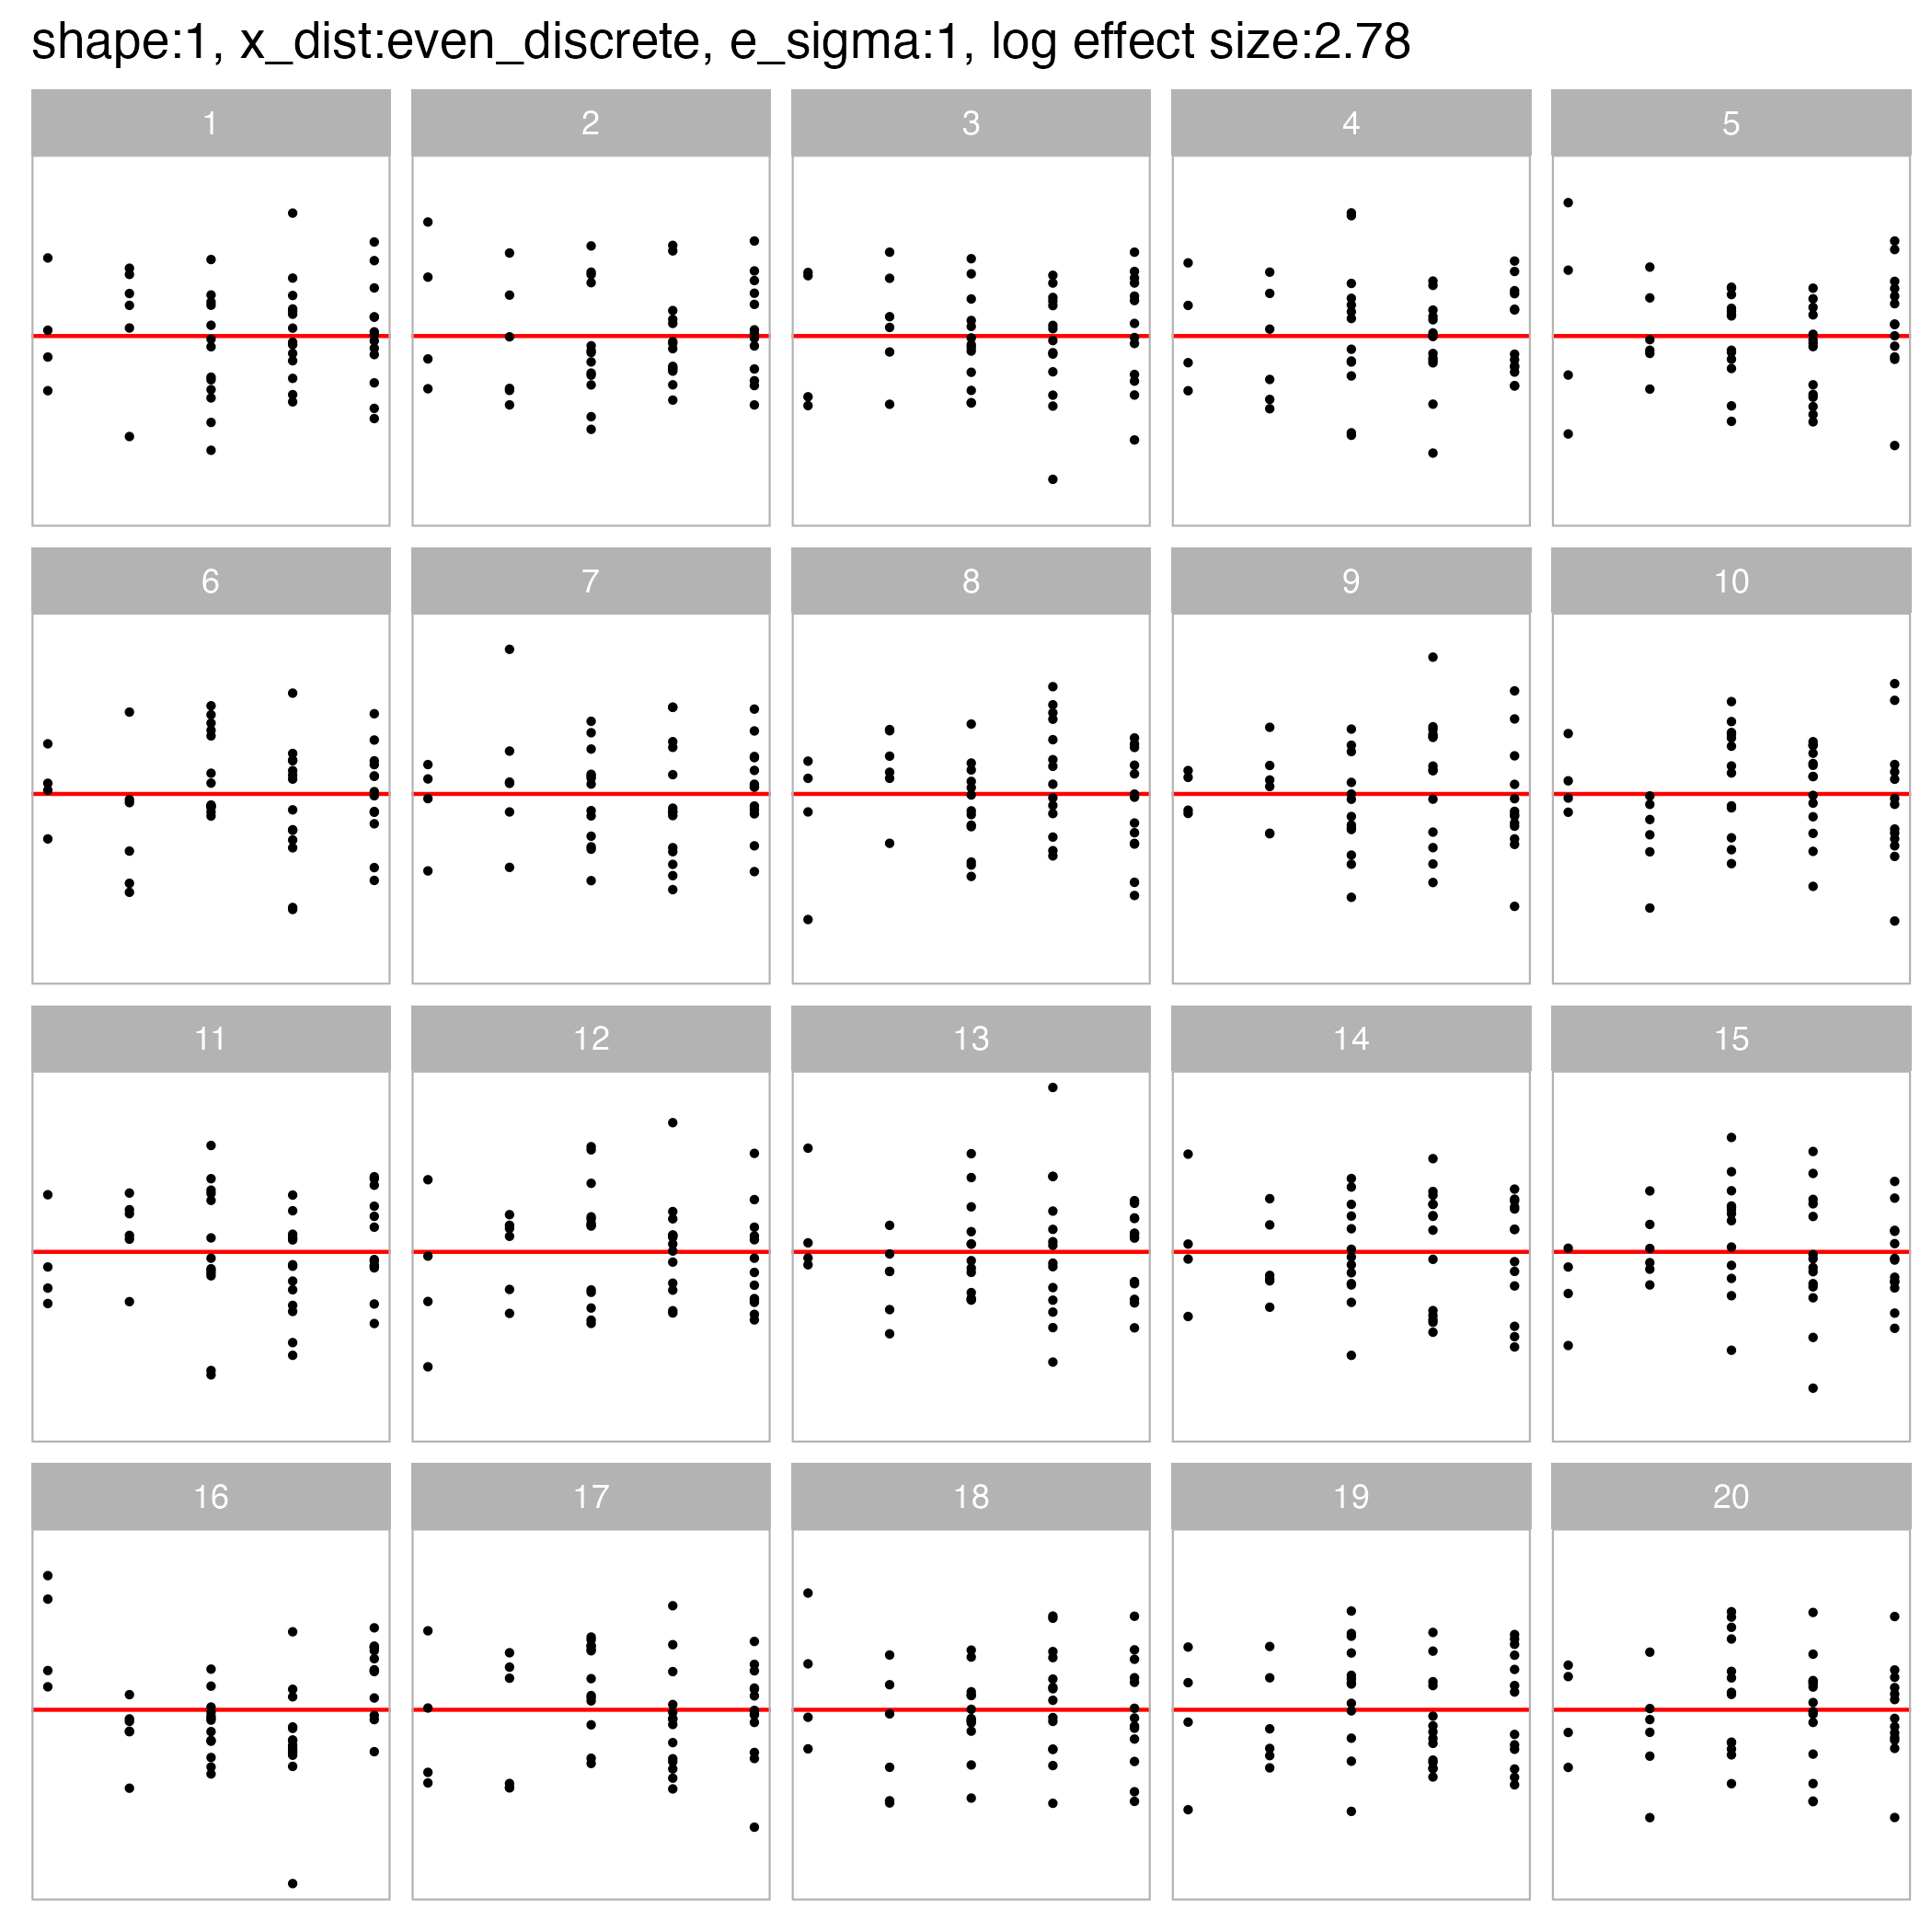 shape:1, x_dist:even_discrete, e_sigma:1, log effect size:2.78
1 2 3 4 5
6 7 8 9 10
11 12 13 14 15
16 17 18 19 20